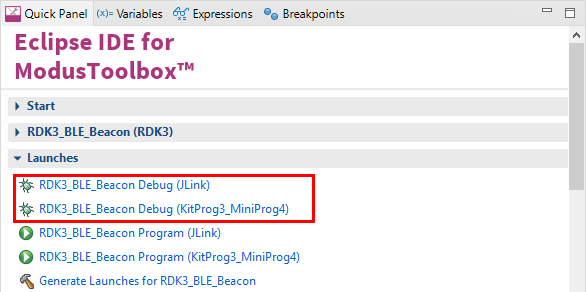 Quick Panel
(x)= Variables
Expressions
Breakpoints
Eclipse IDE for
ModusToolbox™
Start
RDK3_BLE_Beacon (RDK3)
Launches
RDK3_BLE_Beacon Debug (JLink)
RDK3_BLE_Beacon Debug (KitProg3_MiniProg4)
RDK3_BLE_Beacon Program (JLink)
RDK3_BLE_Beacon Program (KitProg3_MiniProg4)
Generate Launches for RDK3_BLE_Beacon